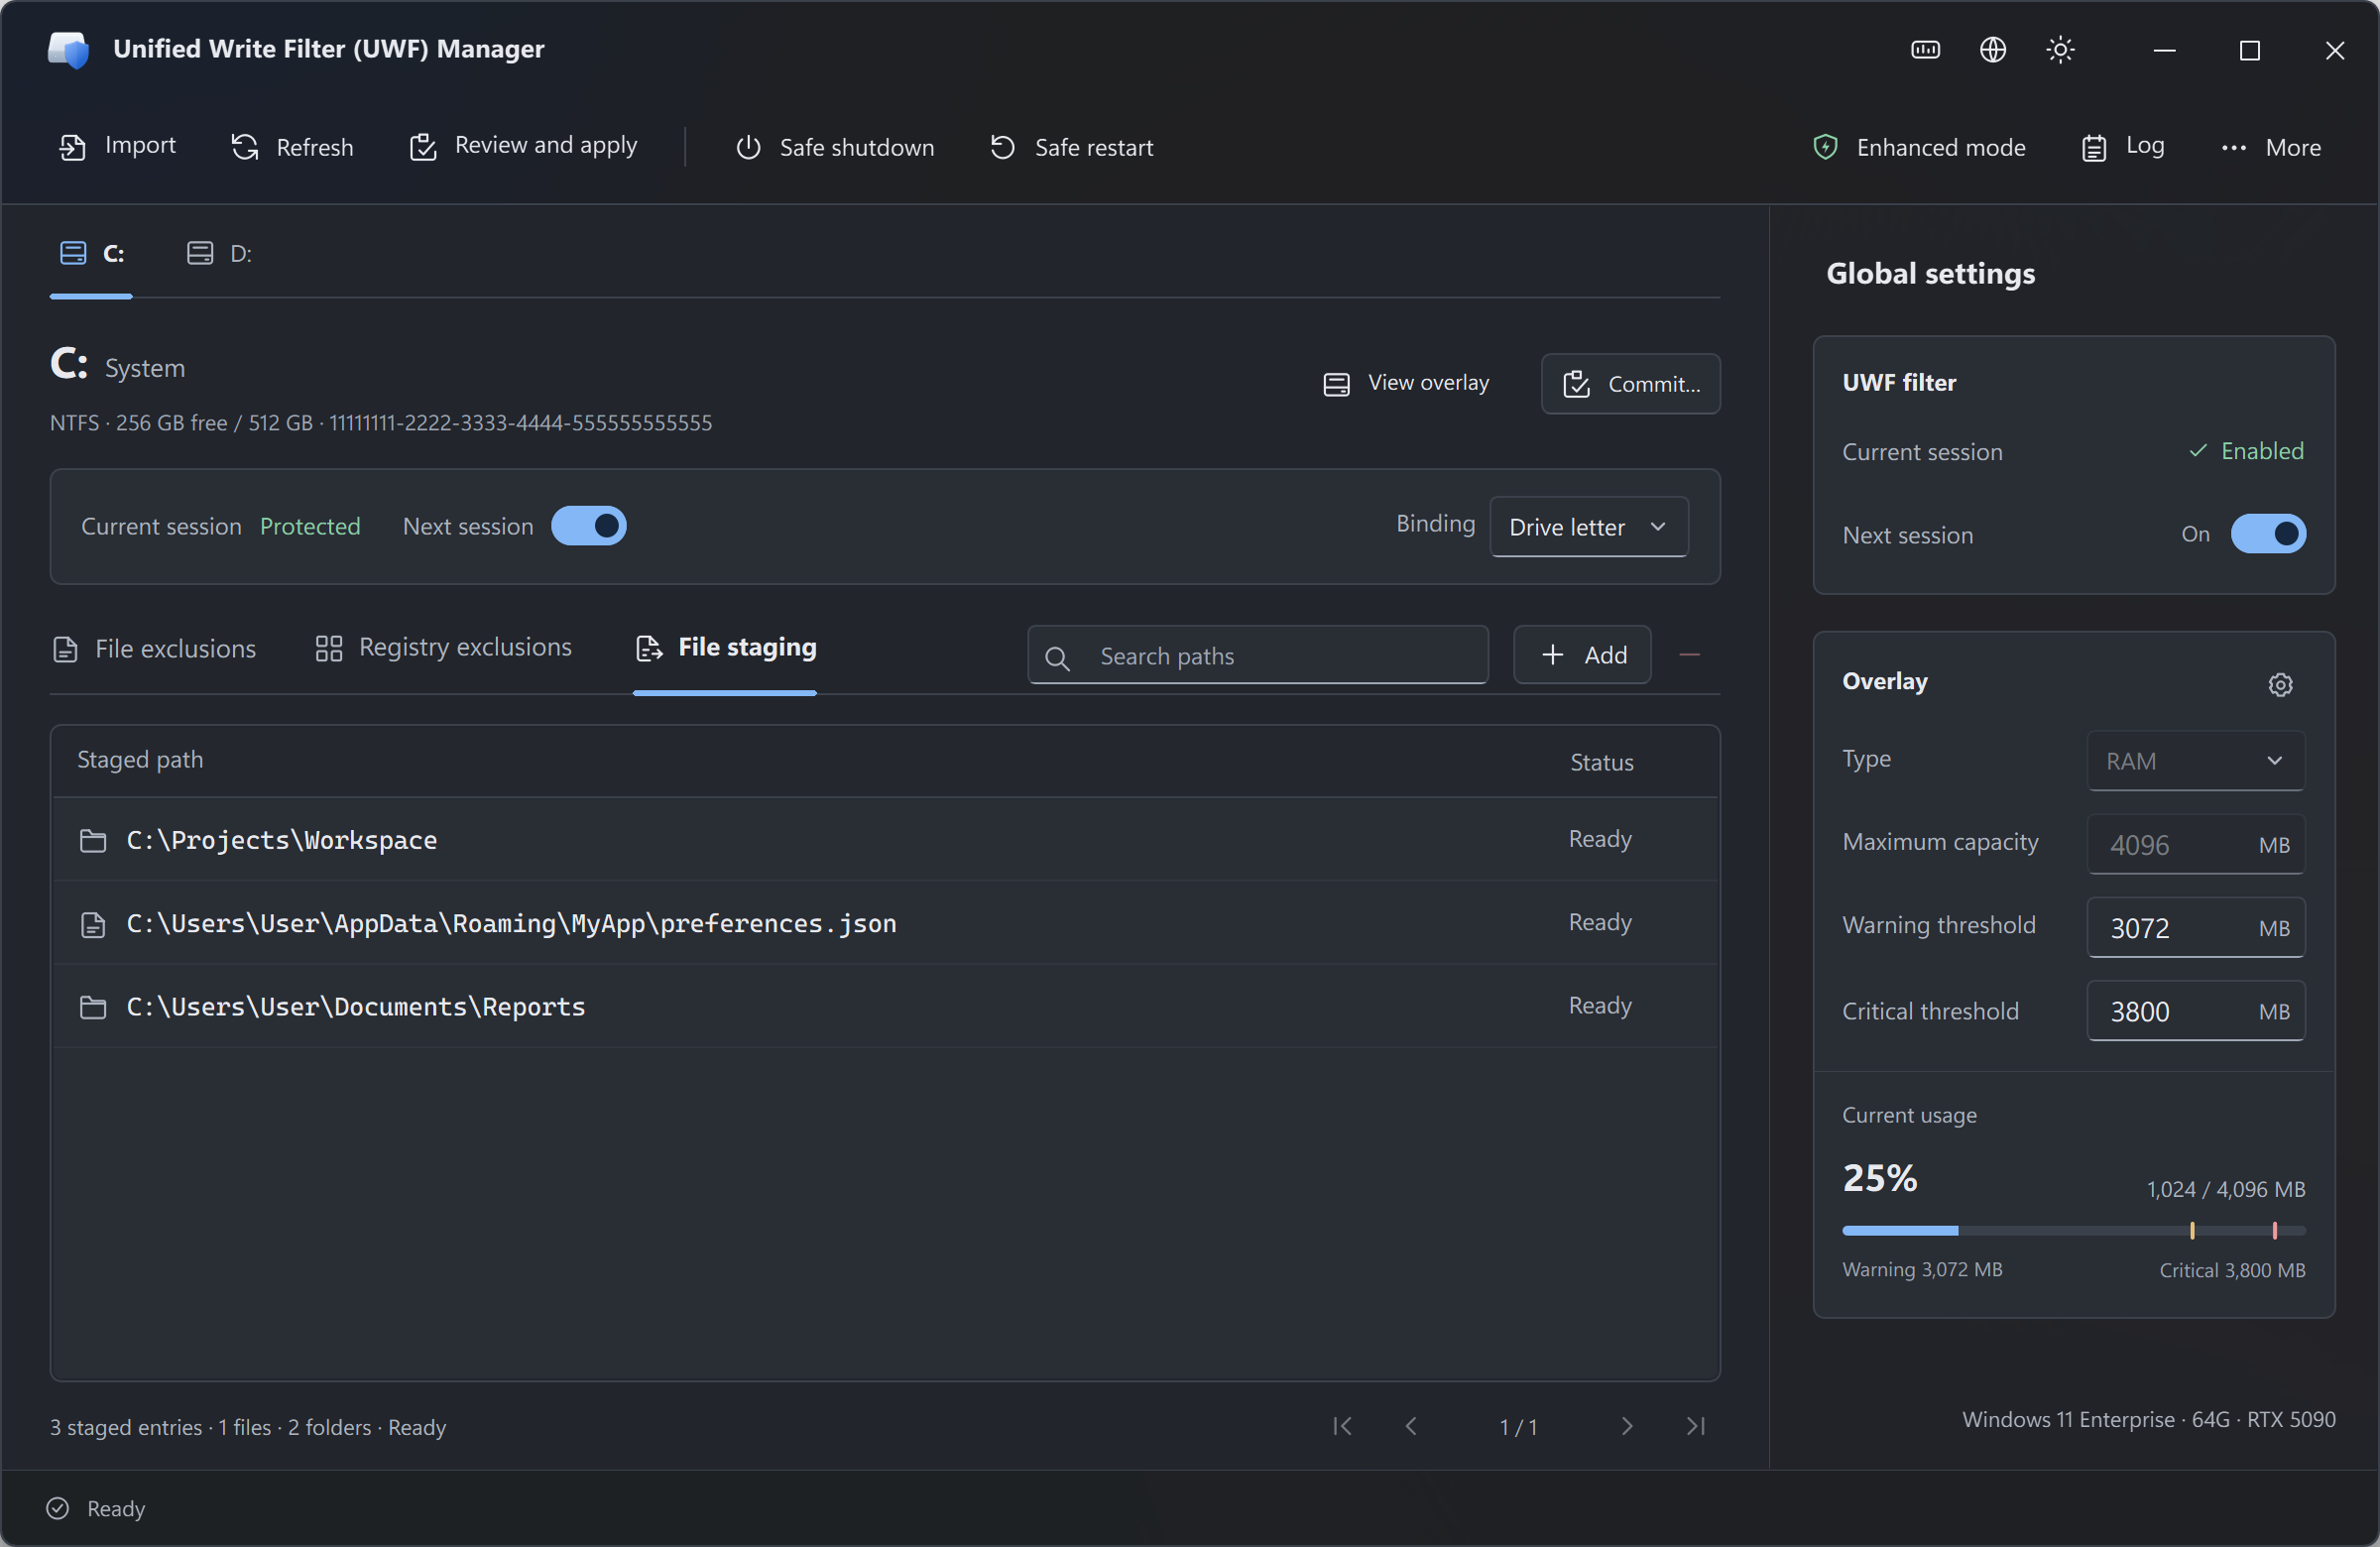 Unified Write Filter (UWF) Manager
Import
Refresh
Review and apply
Safe shutdown
Safe restart
Enhanced mode
Log
More
C:
D:
C: System
NTFS · 256 GB free / 512 GB · 11111111-2222-3333-4444-555555555555
View overlay
Commit...
Current session Protected
Next session
Binding
Drive letter
File exclusions
Registry exclusions
File staging
Search paths
Add
Staged path
Status
C:\Projects\Workspace
Ready
C:\Users\User\AppData\Roaming\MyApp\preferences.json
Ready
C:\Users\User\Documents\Reports
Ready
3 staged entries · 1 files · 2 folders · Ready
1 / 1
Global settings
UWF filter
Current session
Enabled
Next session
On
Overlay
Type
RAM
Maximum capacity
4096 MB
Warning threshold
3072 MB
Critical threshold
3800 MB
Current usage
25%
1,024 / 4,096 MB
Warning 3,072 MB
Critical 3,800 MB
Windows 11 Enterprise · 64G · RTX 5090
Ready